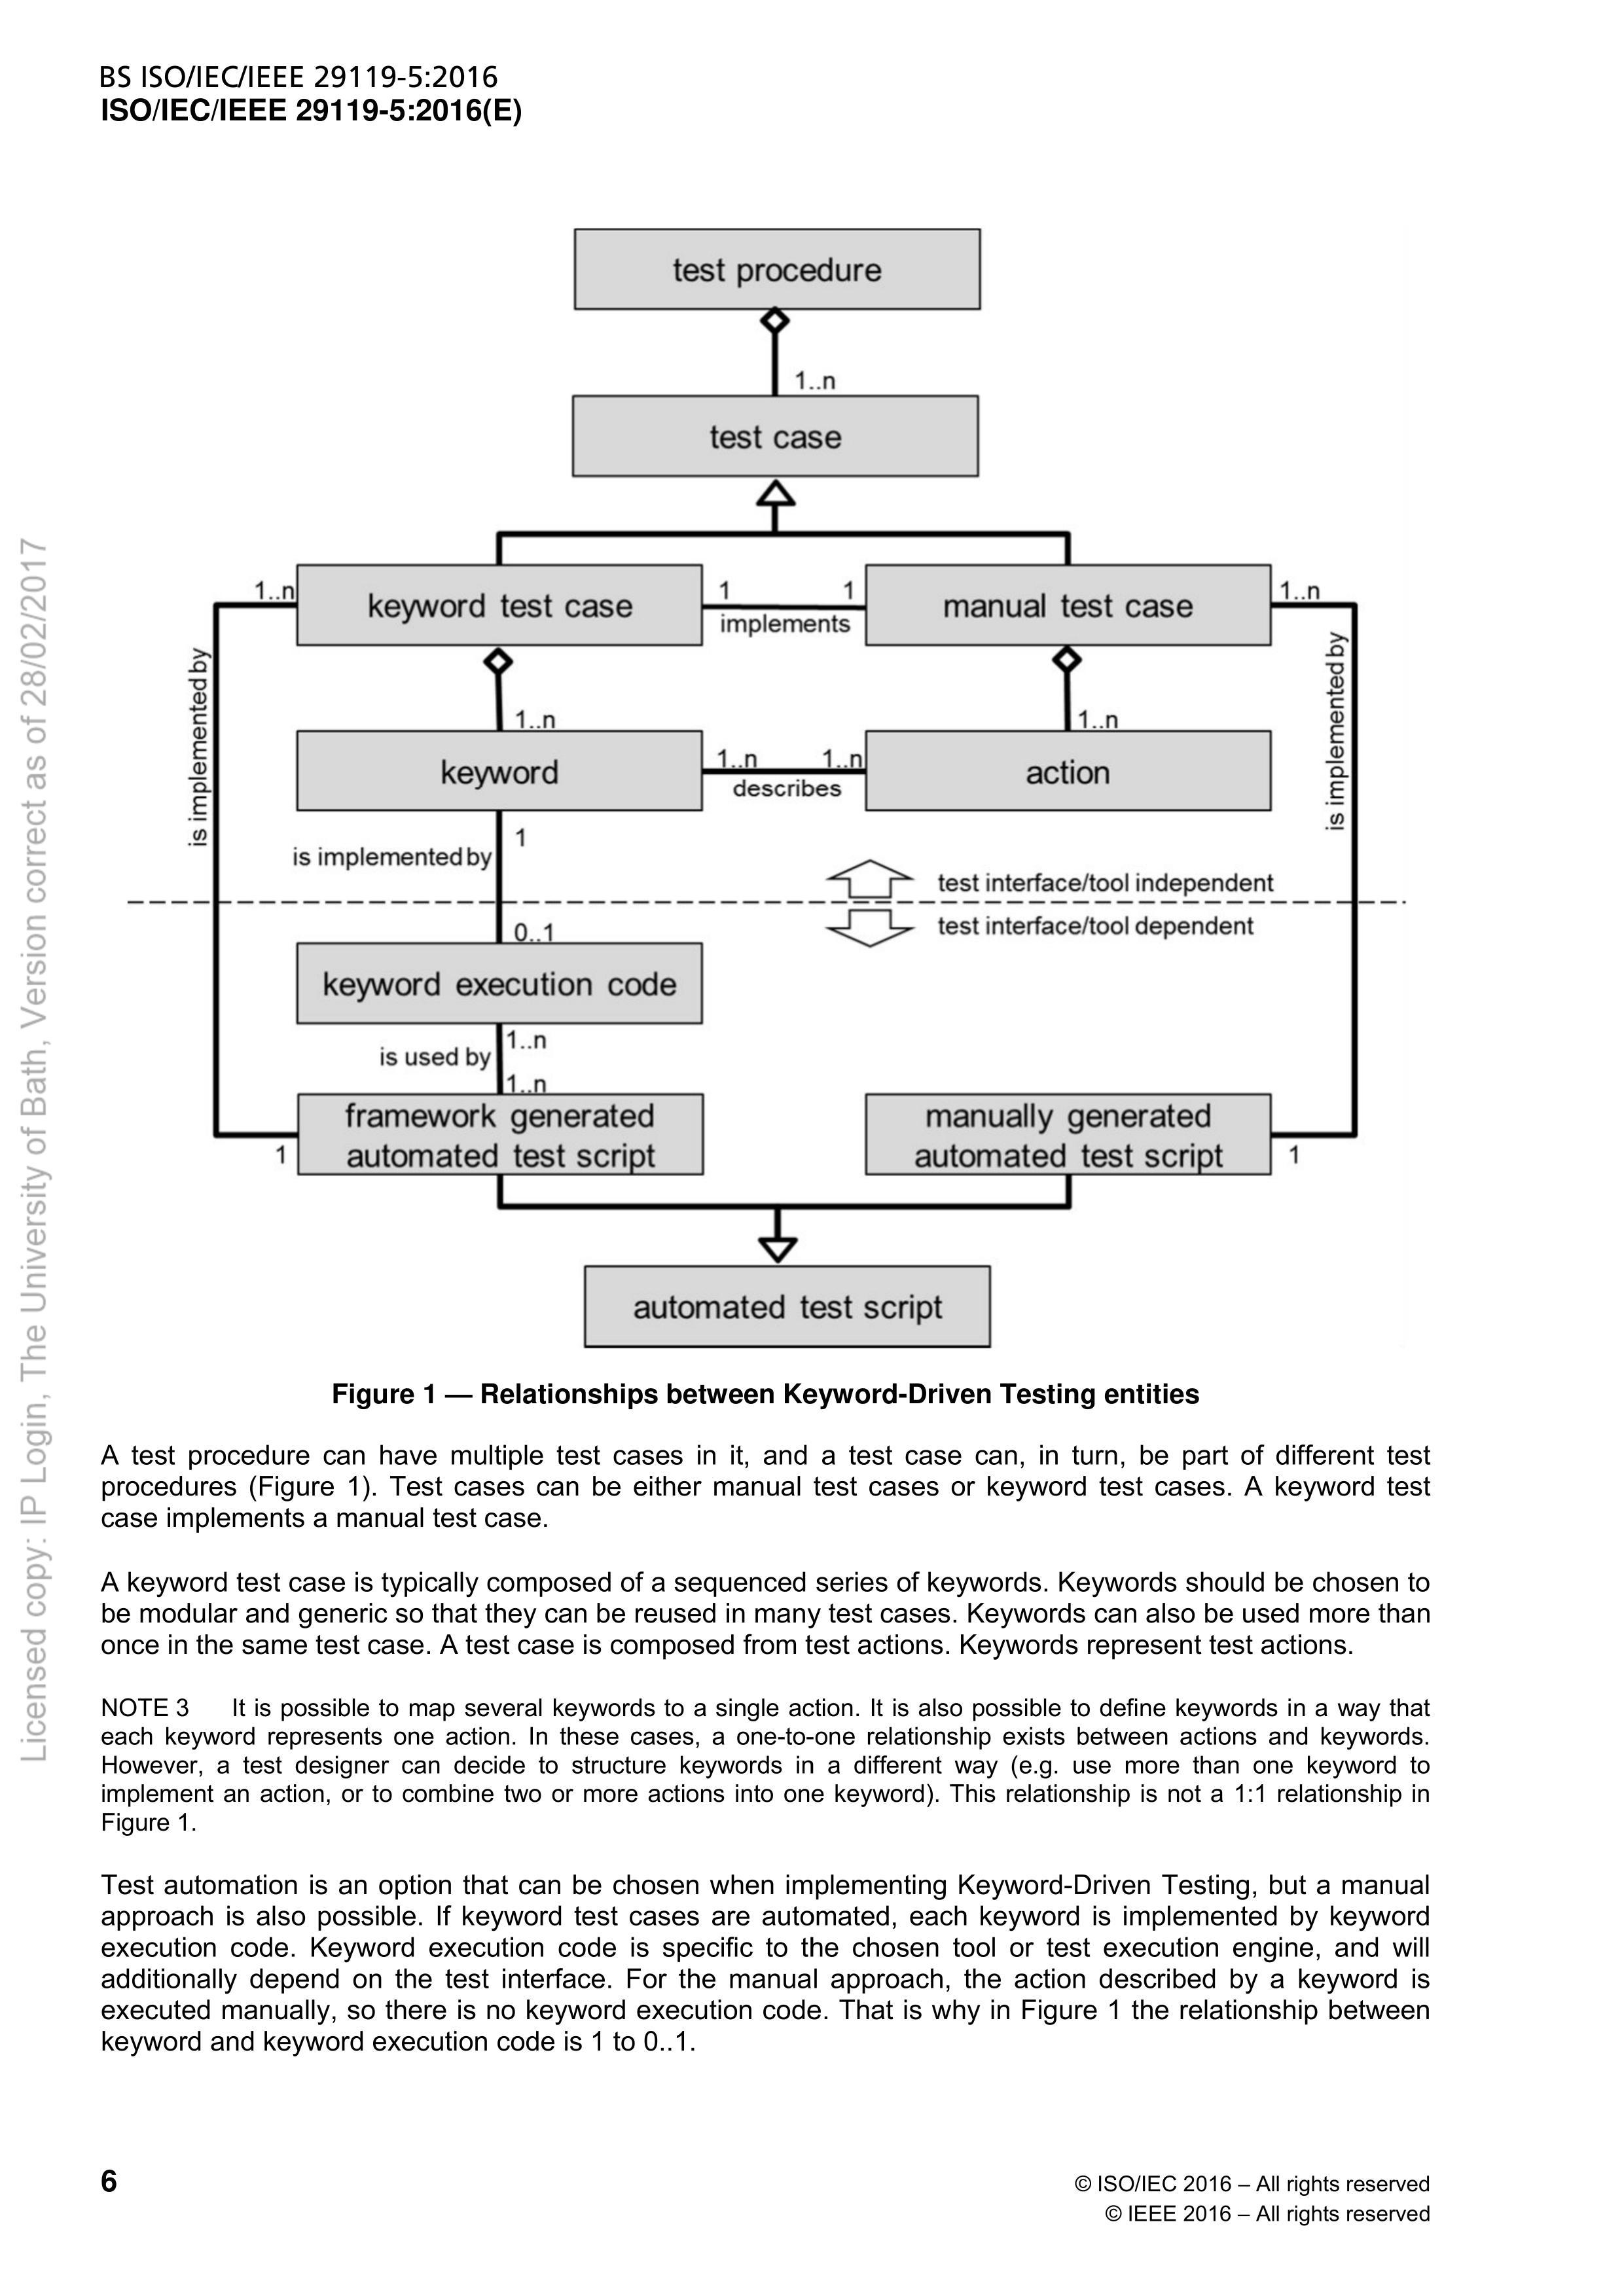 BS ISO/IEC/IEEE 29119-5:2016
ISO/IEC/IEEE 29119-5:2016(E)
test procedure
1..n
test case
1..n
keyword test case
1
1
implements
manual test case
1..n
is implemented by
is implemented by
1..n
1..n
keyword
1..n
1..n
describes
action
1
is implemented by
test interface/tool independent
test interface/tool dependent
0..1
keyword execution code
1..n
is used by
1..n
framework generated
automated test script
manually generated
automated test script
1
1
automated test script
Figure 1 — Relationships between Keyword-Driven Testing entities
A test procedure can have multiple test cases in it, and a test case can, in turn, be part of different test
procedures (Figure 1). Test cases can be either manual test cases or keyword test cases. A keyword test
case implements a manual test case.
A keyword test case is typically composed of a sequenced series of keywords. Keywords should be chosen to
be modular and generic so that they can be reused in many test cases. Keywords can also be used more than
once in the same test case. A test case is composed from test actions. Keywords represent test actions.
NOTE 3 It is possible to map several keywords to a single action. It is also possible to define keywords in a way that
each keyword represents one action. In these cases, a one-to-one relationship exists between actions and keywords.
However, a test designer can decide to structure keywords in a different way (e.g. use more than one keyword to
implement an action, or to combine two or more actions into one keyword). This relationship is not a 1:1 relationship in
Figure 1.
Test automation is an option that can be chosen when implementing Keyword-Driven Testing, but a manual
approach is also possible. If keyword test cases are automated, each keyword is implemented by keyword
execution code. Keyword execution code is specific to the chosen tool or test execution engine, and will
additionally depend on the test interface. For the manual approach, the action described by a keyword is
executed manually, so there is no keyword execution code. That is why in Figure 1 the relationship between
keyword and keyword execution code is 1 to 0..1.
6
© ISO/IEC 2016 – All rights reserved
© IEEE 2016 – All rights reserved
Licensed copy: IP Login, The University of Bath, Version correct as of 28/02/2017